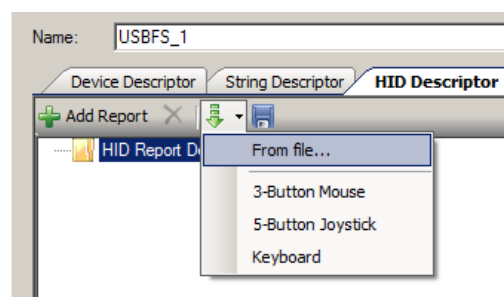 Name: USBFS_1
Device Descriptor String Descriptor HID Descriptor
Add Report
HID Report D
From file...
3-Button Mouse
5-Button Joystick
Keyboard